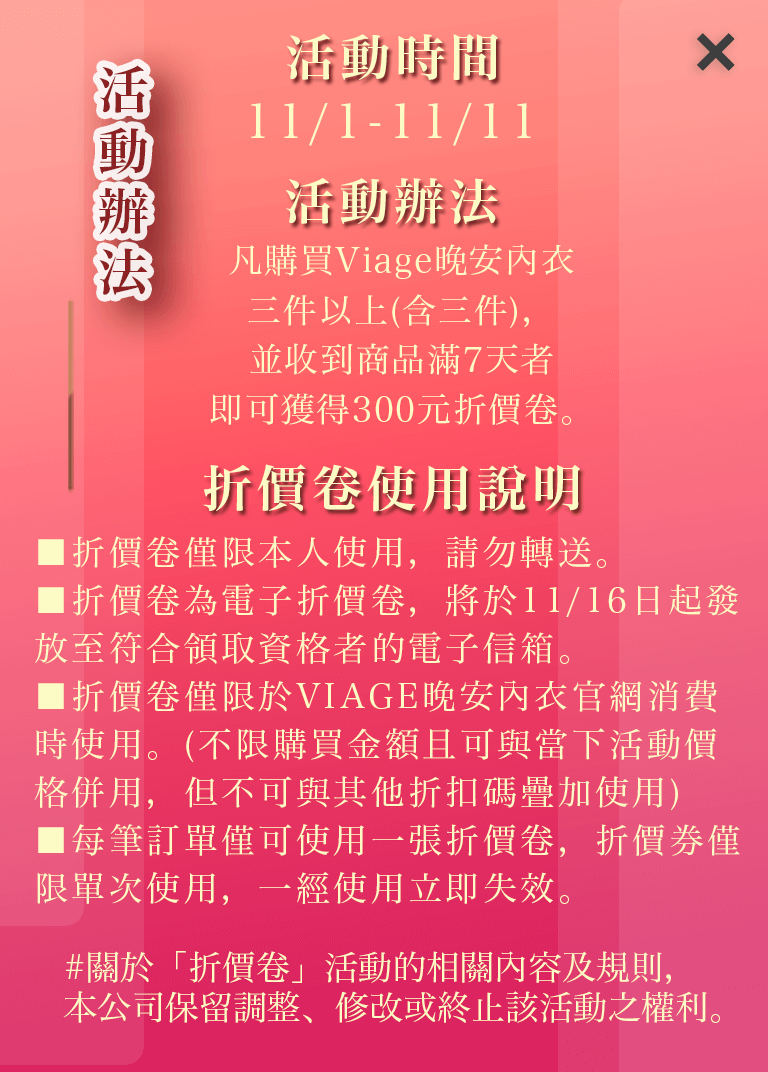 活動辦法
活動時間
11/1-11/11
活動辦法
凡購買Viage晚安內衣
三件以上(含三件),
並收到商品滿7天者
即可獲得300元折價卷。
折價卷使用說明
■折價卷僅限本人使用，請勿轉送。
■折價卷為電子折價卷，將於11/16日起發
放至符合領取資格者的電子信箱。
■折價卷僅限於VIAGE晚安內衣官網消費
時使用。(不限購買金額且可與當下活動價
格併用，但不可與其他折扣碼疊加使用)
■每筆訂單僅可使用一張折價卷，折價券僅
限單次使用，一經使用立即失效。
#關於「折價卷」活動的相關內容及規則，
本公司保留調整、修改或終止該活動之權利。